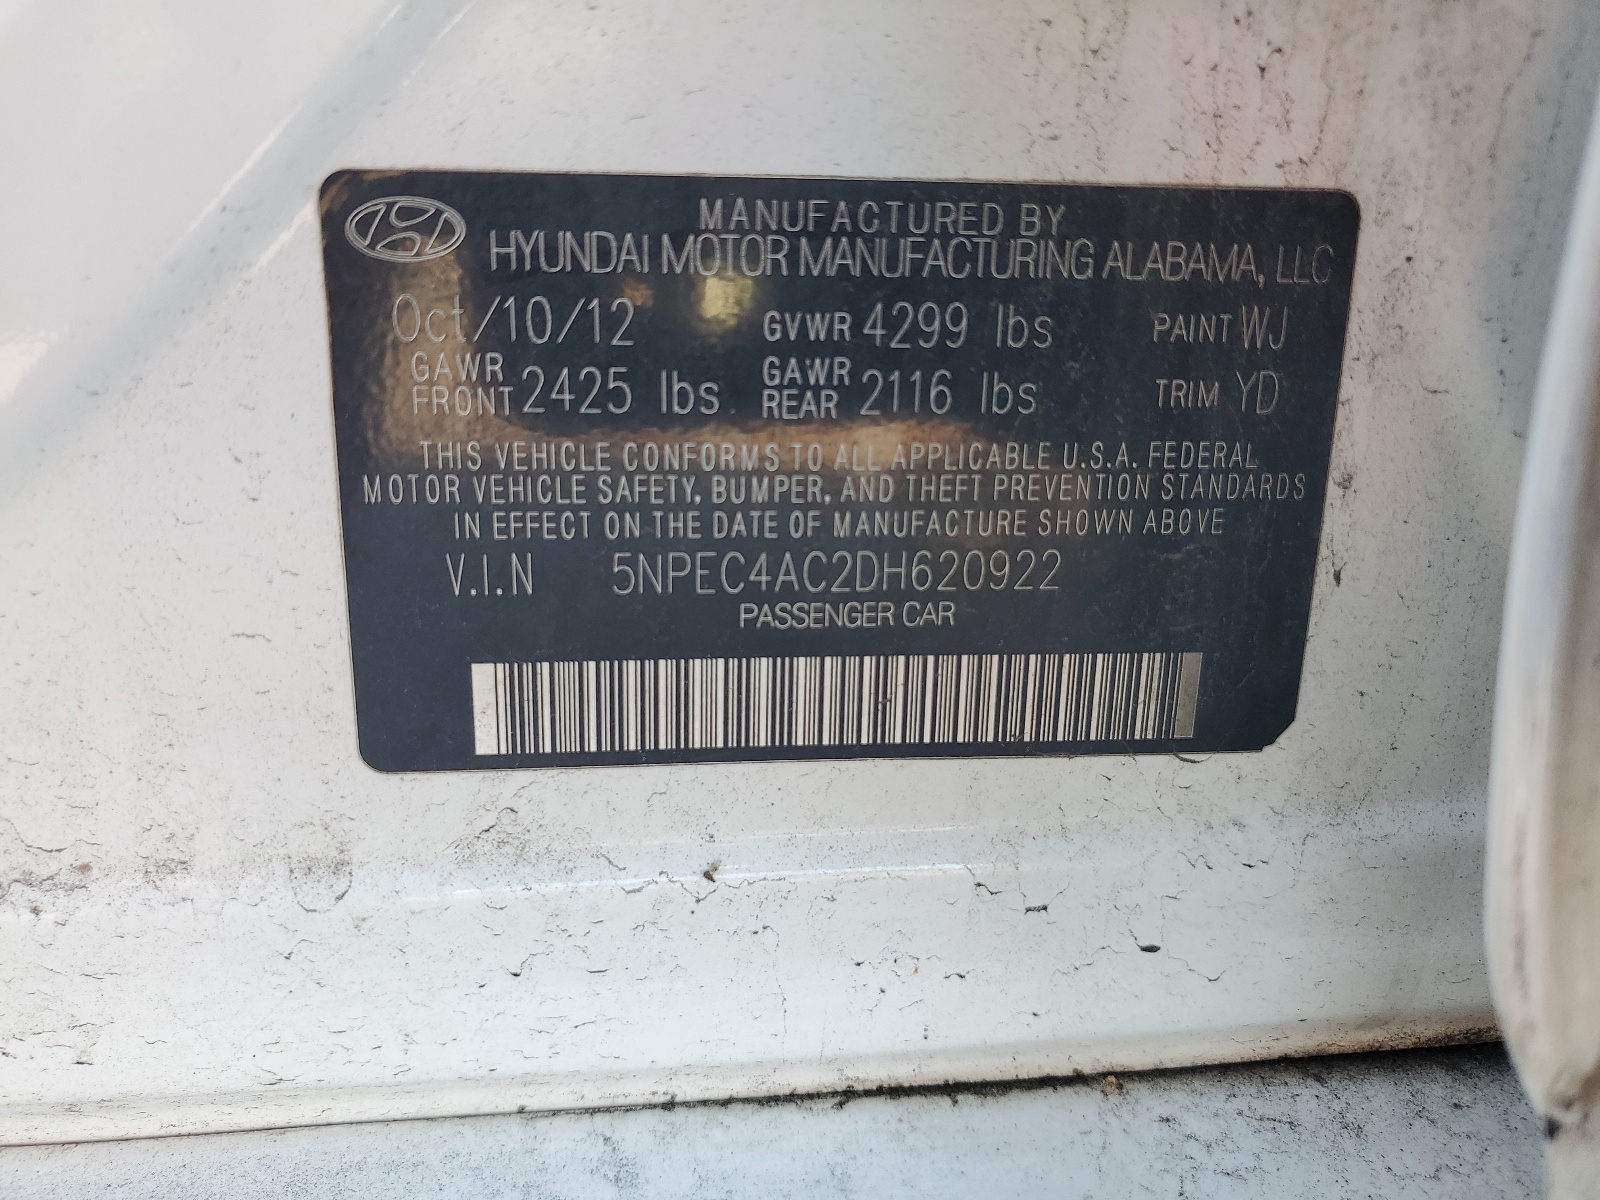 MANUFACTURED BY
HYUNDAI MOTOR MANUFACTURING ALABAMA, LLC
Oct/10/12 GVWR 4299 lbs PAINT WJ
GAWR FRONT 2425 lbs GAWR REAR 2116 lbs TRIM YD
THIS VEHICLE CONFORMS TO ALL APPLICABLE U.S.A. FEDERAL
MOTOR VEHICLE SAFETY, BUMPER, AND THEFT PREVENTION STANDARDS
IN EFFECT ON THE DATE OF MANUFACTURE SHOWN ABOVE
V.I.N 5NPEC4AC2DH620922
PASSENGER CAR